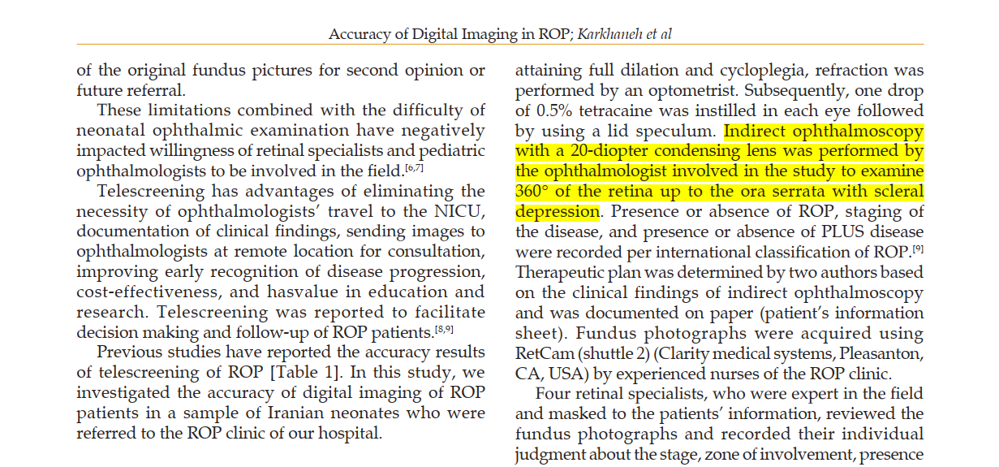 Accuracy of Digital Imaging in ROP; Karkhaneh et al
of the original fundus pictures for second opinion or
future referral.
These limitations combined with the difficulty of
neonatal ophthalmic examination have negatively
impacted willingness of retinal specialists and pediatric
ophthalmologists to be involved in the field.[6,7]
Telescreening has advantages of eliminating the
necessity of ophthalmologists’ travel to the NICU,
documentation of clinical findings, sending images to
ophthalmologists at remote location for consultation,
improving early recognition of disease progression,
cost-effectiveness, and hasvalue in education and
research. Telescreening was reported to facilitate
decision making and follow-up of ROP patients.[8,9]
Previous studies have reported the accuracy results
of telescreening of ROP [Table 1]. In this study, we
investigated the accuracy of digital imaging of ROP
patients in a sample of Iranian neonates who were
referred to the ROP clinic of our hospital.
attaining full dilation and cycloplegia, refraction was
performed by an optometrist. Subsequently, one drop
of 0.5% tetracaine was instilled in each eye followed
by using a lid speculum. Indirect ophthalmoscopy
with a 20-diopter condensing lens was performed by
the ophthalmologist involved in the study to examine
360° of the retina up to the ora serrata with scleral
depression. Presence or absence of ROP, staging of
the disease, and presence or absence of PLUS disease
were recorded per international classification of ROP.[9]
Therapeutic plan was determined by two authors based
on the clinical findings of indirect ophthalmoscopy
and was documented on paper (patient’s information
sheet). Fundus photographs were acquired using
RetCam (shuttle 2) (Clarity medical systems, Pleasanton,
CA, USA) by experienced nurses of the ROP clinic.
Four retinal specialists, who were expert in the field
and masked to the patients’ information, reviewed the
fundus photographs and recorded their individual
judgment about the stage, zone of involvement, presence